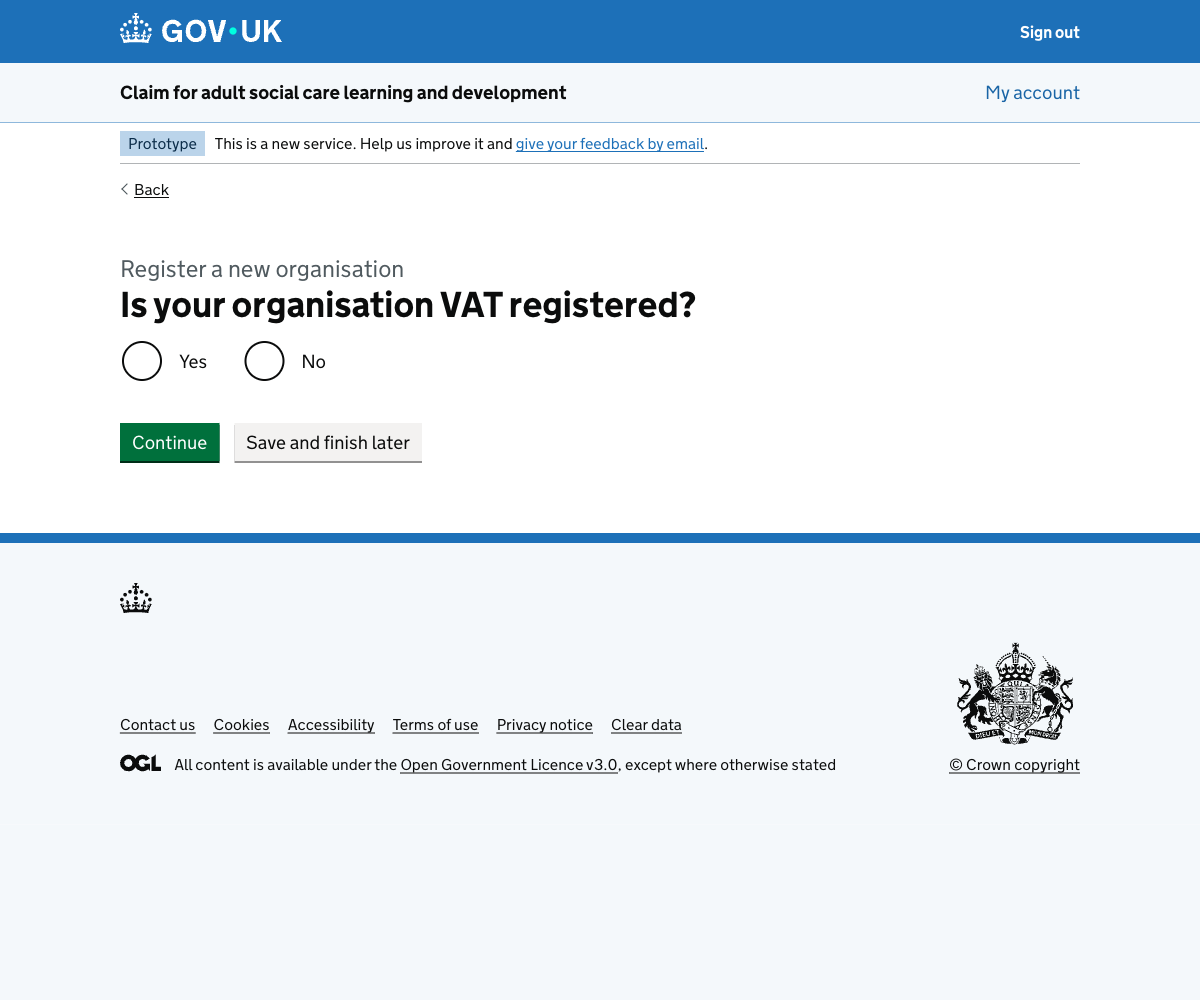 GOV·UK
Sign out
Claim for adult social care learning and development
My account
Prototype This is a new service. Help us improve it and give your feedback by email.
Back
Register a new organisation
Is your organisation VAT registered?
Yes No
Continue Save and finish later
Contact us Cookies Accessibility Terms of use Privacy notice Clear data
OGL All content is available under the Open Government Licence v3.0, except where otherwise stated
© Crown copyright